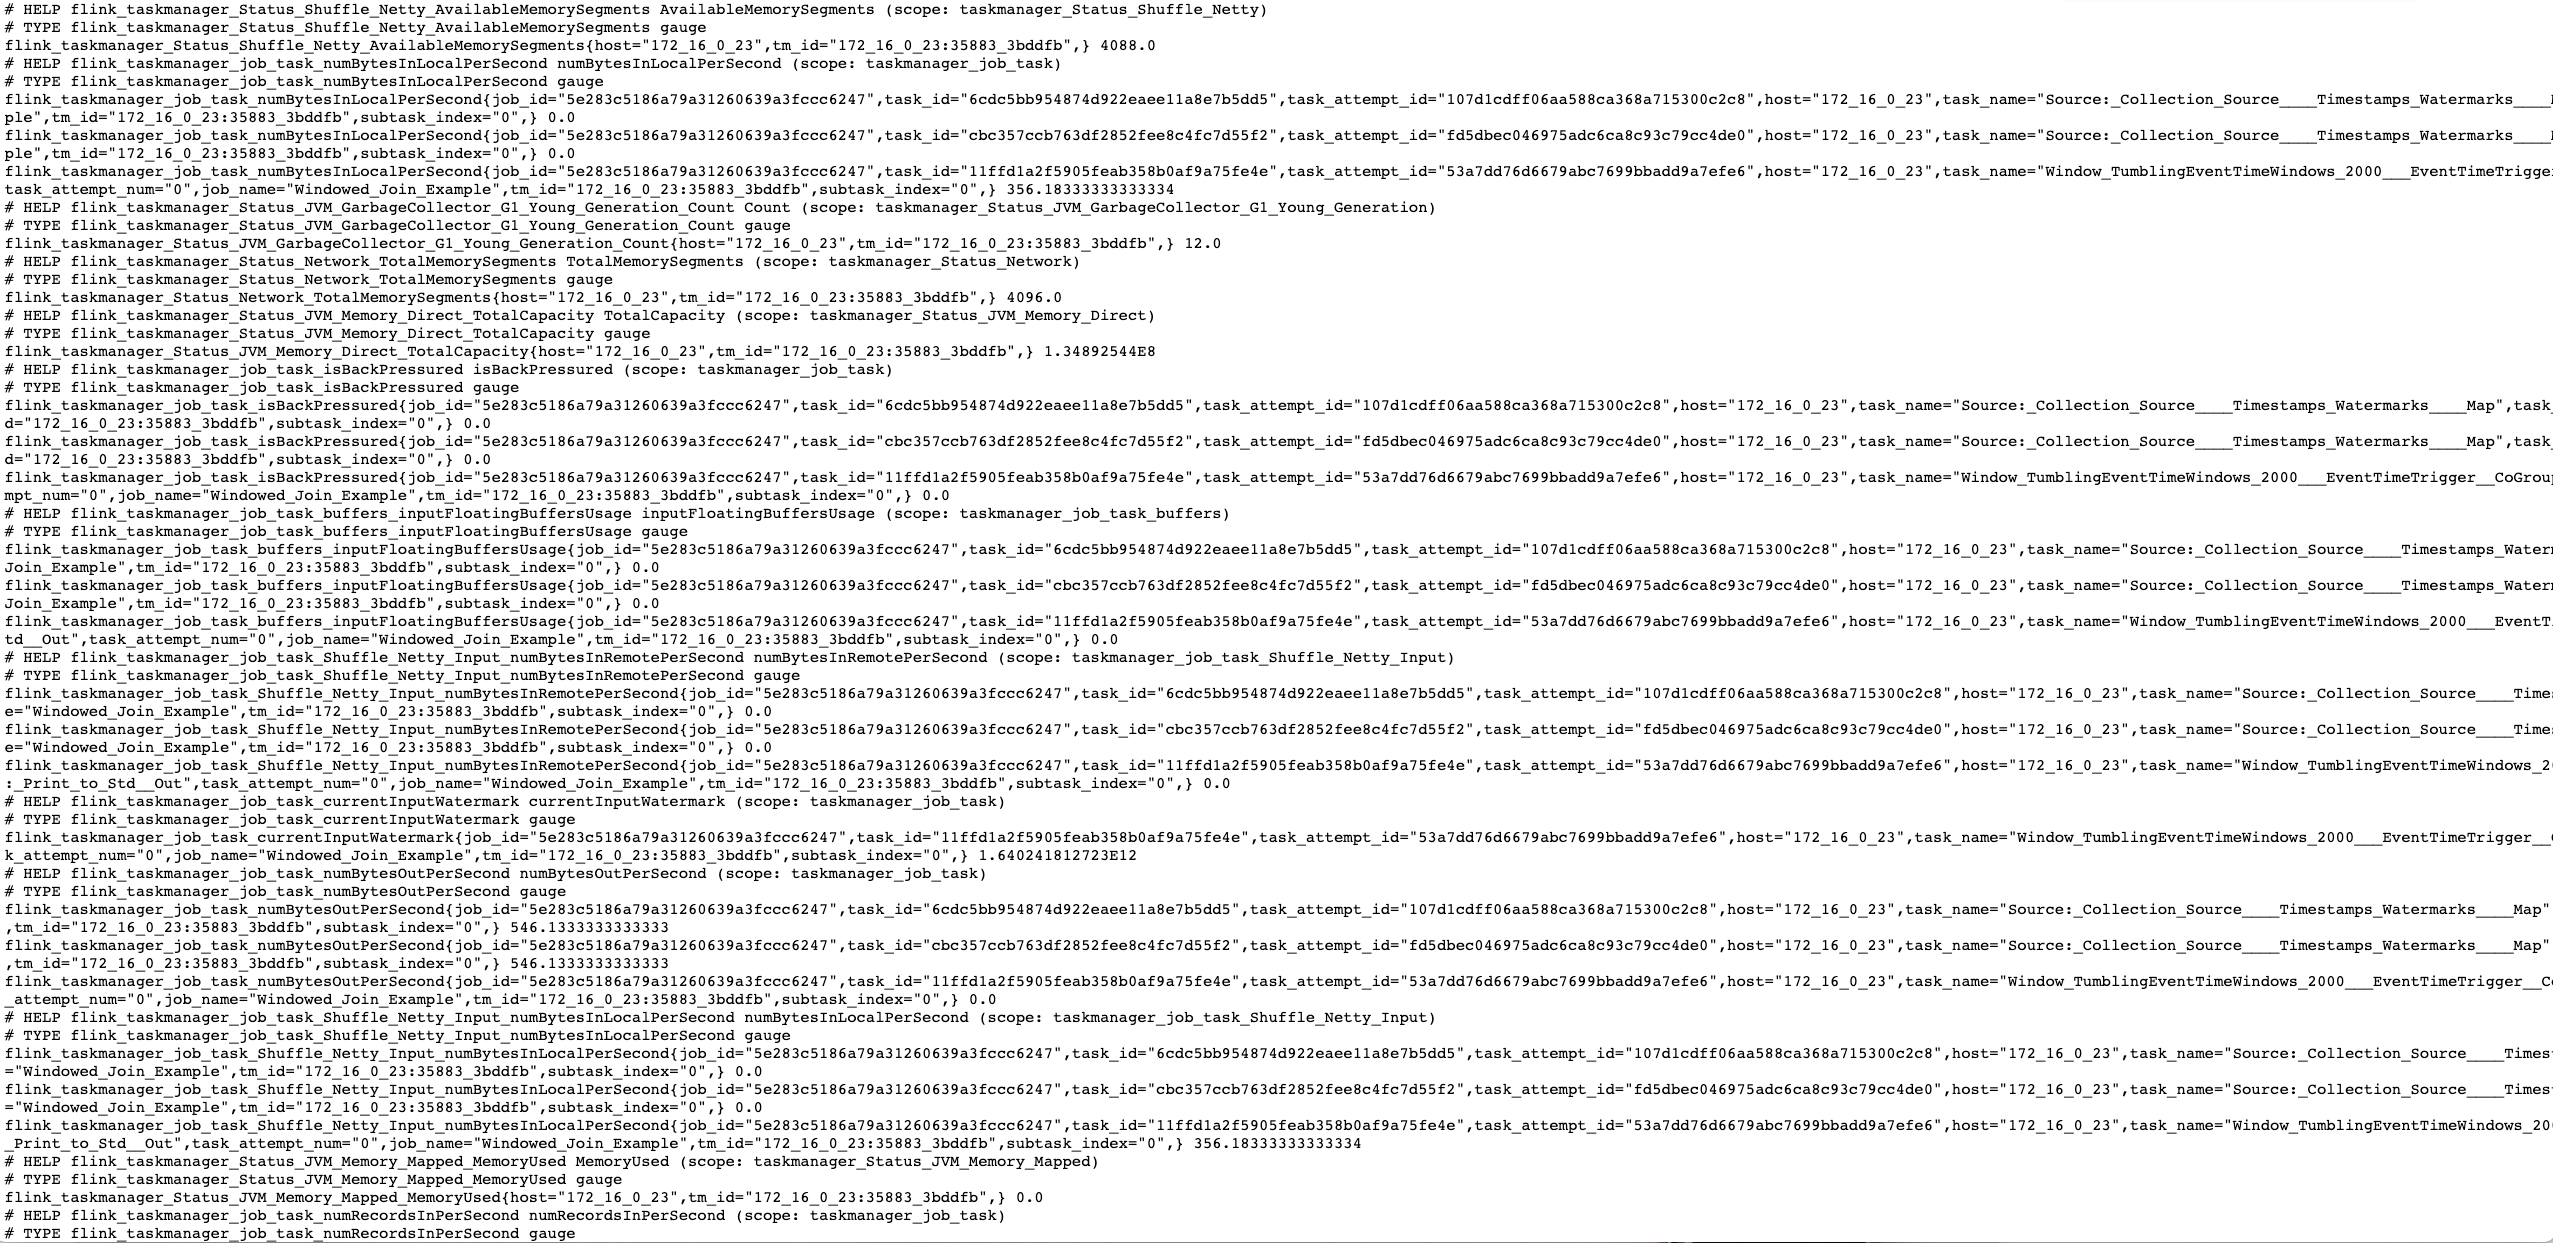 # HELP flink_taskmanager_Status_Shuffle_Netty_AvailableMemorySegments AvailableMemorySegments (scope: taskmanager_Status_Shuffle_Netty)
# TYPE flink_taskmanager_Status_Shuffle_Netty_AvailableMemorySegments gauge
flink_taskmanager_Status_Shuffle_Netty_AvailableMemorySegments{host="172_16_0_23",tm_id="172_16_0_23:35883_3bddfb",} 4088.0
# HELP flink_taskmanager_job_task_numBytesInLocalPerSecond numBytesInLocalPerSecond (scope: taskmanager_job_task)
# TYPE flink_taskmanager_job_task_numBytesInLocalPerSecond gauge
flink_taskmanager_job_task_numBytesInLocalPerSecond{job_id="5e283c5186a79a31260639a3fccc6247",task_id="6cdc5bb954874d922eaee11a8e7b5dd5",task_attempt_id="107d1cdff06aa588ca368a715300c2c8",host="172_16_0_23",task_name="Source:_Collection_Source____Timestamps_Watermarks____
ple",tm_id="172_16_0_23:35883_3bddfb",subtask_index="0",} 0.0
flink_taskmanager_job_task_numBytesInLocalPerSecond{job_id="5e283c5186a79a31260639a3fccc6247",task_id="cbc357ccb763df2852fee8c4fc7d55f2",task_attempt_id="fd5dbec046975adc6ca8c93c79cc4de0",host="172_16_0_23",task_name="Source:_Collection_Source____Timestamps_Watermarks____
ple",tm_id="172_16_0_23:35883_3bddfb",subtask_index="0",} 0.0
flink_taskmanager_job_task_numBytesInLocalPerSecond{job_id="5e283c5186a79a31260639a3fccc6247",task_id="11ffd1a2f5905feab358b0af9a75fe4e",task_attempt_id="53a7dd76d6679abc7699bbadd9a7efe6",host="172_16_0_23",task_name="Window_TumblingEventTimeWindows_2000___EventTimeTrigge
task_attempt_num="0",job_name="Windowed_Join_Example",tm_id="172_16_0_23:35883_3bddfb",subtask_index="0",} 356.18333333333334
# HELP flink_taskmanager_Status_JVM_GarbageCollector_G1_Young_Generation_Count Count (scope: taskmanager_Status_JVM_GarbageCollector_G1_Young_Generation)
# TYPE flink_taskmanager_Status_JVM_GarbageCollector_G1_Young_Generation_Count gauge
flink_taskmanager_Status_JVM_GarbageCollector_G1_Young_Generation_Count{host="172_16_0_23",tm_id="172_16_0_23:35883_3bddfb",} 12.0
# HELP flink_taskmanager_Status_Network_TotalMemorySegments TotalMemorySegments (scope: taskmanager_Status_Network)
# TYPE flink_taskmanager_Status_Network_TotalMemorySegments gauge
flink_taskmanager_Status_Network_TotalMemorySegments{host="172_16_0_23",tm_id="172_16_0_23:35883_3bddfb",} 4096.0
# HELP flink_taskmanager_Status_JVM_Memory_Direct_TotalCapacity TotalCapacity (scope: taskmanager_Status_JVM_Memory_Direct)
# TYPE flink_taskmanager_Status_JVM_Memory_Direct_TotalCapacity gauge
flink_taskmanager_Status_JVM_Memory_Direct_TotalCapacity{host="172_16_0_23",tm_id="172_16_0_23:35883_3bddfb",} 1.34892544E8
# HELP flink_taskmanager_job_task_isBackPressured isBackPressured (scope: taskmanager_job_task)
# TYPE flink_taskmanager_job_task_isBackPressured gauge
flink_taskmanager_job_task_isBackPressured{job_id="5e283c5186a79a31260639a3fccc6247",task_id="6cdc5bb954874d922eaee11a8e7b5dd5",task_attempt_id="107d1cdff06aa588ca368a715300c2c8",host="172_16_0_23",task_name="Source:_Collection_Source____Timestamps_Watermarks____Map",task_
d="172_16_0_23:35883_3bddfb",subtask_index="0",} 0.0
flink_taskmanager_job_task_isBackPressured{job_id="5e283c5186a79a31260639a3fccc6247",task_id="cbc357ccb763df2852fee8c4fc7d55f2",task_attempt_id="fd5dbec046975adc6ca8c93c79cc4de0",host="172_16_0_23",task_name="Source:_Collection_Source____Timestamps_Watermarks____Map",task_
d="172_16_0_23:35883_3bddfb",subtask_index="0",} 0.0
flink_taskmanager_job_task_isBackPressured{job_id="5e283c5186a79a31260639a3fccc6247",task_id="11ffd1a2f5905feab358b0af9a75fe4e",task_attempt_id="53a7dd76d6679abc7699bbadd9a7efe6",host="172_16_0_23",task_name="Window_TumblingEventTimeWindows_2000___EventTimeTrigger__CoGrou
mpt_num="0",job_name="Windowed_Join_Example",tm_id="172_16_0_23:35883_3bddfb",subtask_index="0",} 0.0
# HELP flink_taskmanager_job_task_buffers_inputFloatingBuffersUsage inputFloatingBuffersUsage (scope: taskmanager_job_task_buffers)
# TYPE flink_taskmanager_job_task_buffers_inputFloatingBuffersUsage gauge
flink_taskmanager_job_task_buffers_inputFloatingBuffersUsage{job_id="5e283c5186a79a31260639a3fccc6247",task_id="6cdc5bb954874d922eaee11a8e7b5dd5",task_attempt_id="107d1cdff06aa588ca368a715300c2c8",host="172_16_0_23",task_name="Source:_Collection_Source____Timestamps_Water
Join_Example",tm_id="172_16_0_23:35883_3bddfb",subtask_index="0",} 0.0
flink_taskmanager_job_task_buffers_inputFloatingBuffersUsage{job_id="5e283c5186a79a31260639a3fccc6247",task_id="cbc357ccb763df2852fee8c4fc7d55f2",task_attempt_id="fd5dbec046975adc6ca8c93c79cc4de0",host="172_16_0_23",task_name="Source:_Collection_Source____Timestamps_Water
Join_Example",tm_id="172_16_0_23:35883_3bddfb",subtask_index="0",} 0.0
flink_taskmanager_job_task_buffers_inputFloatingBuffersUsage{job_id="5e283c5186a79a31260639a3fccc6247",task_id="11ffd1a2f5905feab358b0af9a75fe4e",task_attempt_id="53a7dd76d6679abc7699bbadd9a7efe6",host="172_16_0_23",task_name="Window_TumblingEventTimeWindows_2000___EventT
td__Out",task_attempt_num="0",job_name="Windowed_Join_Example",tm_id="172_16_0_23:35883_3bddfb",subtask_index="0",} 0.0
# HELP flink_taskmanager_job_task_Shuffle_Netty_Input_numBytesInRemotePerSecond numBytesInRemotePerSecond (scope: taskmanager_job_task_Shuffle_Netty_Input)
# TYPE flink_taskmanager_job_task_Shuffle_Netty_Input_numBytesInRemotePerSecond gauge
flink_taskmanager_job_task_Shuffle_Netty_Input_numBytesInRemotePerSecond{job_id="5e283c5186a79a31260639a3fccc6247",task_id="6cdc5bb954874d922eaee11a8e7b5dd5",task_attempt_id="107d1cdff06aa588ca368a715300c2c8",host="172_16_0_23",task_name="Source:_Collection_Source____Times
e="Windowed_Join_Example",tm_id="172_16_0_23:35883_3bddfb",subtask_index="0",} 0.0
flink_taskmanager_job_task_Shuffle_Netty_Input_numBytesInRemotePerSecond{job_id="5e283c5186a79a31260639a3fccc6247",task_id="cbc357ccb763df2852fee8c4fc7d55f2",task_attempt_id="fd5dbec046975adc6ca8c93c79cc4de0",host="172_16_0_23",task_name="Source:_Collection_Source____Times
e="Windowed_Join_Example",tm_id="172_16_0_23:35883_3bddfb",subtask_index="0",} 0.0
flink_taskmanager_job_task_Shuffle_Netty_Input_numBytesInRemotePerSecond{job_id="5e283c5186a79a31260639a3fccc6247",task_id="11ffd1a2f5905feab358b0af9a75fe4e",task_attempt_id="53a7dd76d6679abc7699bbadd9a7efe6",host="172_16_0_23",task_name="Window_TumblingEventTimeWindows_20
:_Print_to_Std__Out",task_attempt_num="0",job_name="Windowed_Join_Example",tm_id="172_16_0_23:35883_3bddfb",subtask_index="0",} 0.0
# HELP flink_taskmanager_job_task_currentInputWatermark currentInputWatermark (scope: taskmanager_job_task)
# TYPE flink_taskmanager_job_task_currentInputWatermark gauge
flink_taskmanager_job_task_currentInputWatermark{job_id="5e283c5186a79a31260639a3fccc6247",task_id="11ffd1a2f5905feab358b0af9a75fe4e",task_attempt_id="53a7dd76d6679abc7699bbadd9a7efe6",host="172_16_0_23",task_name="Window_TumblingEventTimeWindows_2000___EventTimeTrigger__
k_attempt_num="0",job_name="Windowed_Join_Example",tm_id="172_16_0_23:35883_3bddfb",subtask_index="0",} 1.640241812723E12
# HELP flink_taskmanager_job_task_numBytesOutPerSecond numBytesOutPerSecond (scope: taskmanager_job_task)
# TYPE flink_taskmanager_job_task_numBytesOutPerSecond gauge
flink_taskmanager_job_task_numBytesOutPerSecond{job_id="5e283c5186a79a31260639a3fccc6247",task_id="6cdc5bb954874d922eaee11a8e7b5dd5",task_attempt_id="107d1cdff06aa588ca368a715300c2c8",host="172_16_0_23",task_name="Source:_Collection_Source____Timestamps_Watermarks____Map"
,tm_id="172_16_0_23:35883_3bddfb",subtask_index="0",} 546.1333333333333
flink_taskmanager_job_task_numBytesOutPerSecond{job_id="5e283c5186a79a31260639a3fccc6247",task_id="cbc357ccb763df2852fee8c4fc7d55f2",task_attempt_id="fd5dbec046975adc6ca8c93c79cc4de0",host="172_16_0_23",task_name="Source:_Collection_Source____Timestamps_Watermarks____Map"
,tm_id="172_16_0_23:35883_3bddfb",subtask_index="0",} 546.1333333333333
flink_taskmanager_job_task_numBytesOutPerSecond{job_id="5e283c5186a79a31260639a3fccc6247",task_id="11ffd1a2f5905feab358b0af9a75fe4e",task_attempt_id="53a7dd76d6679abc7699bbadd9a7efe6",host="172_16_0_23",task_name="Window_TumblingEventTimeWindows_2000___EventTimeTrigger__C
_attempt_num="0",job_name="Windowed_Join_Example",tm_id="172_16_0_23:35883_3bddfb",subtask_index="0",} 0.0
# HELP flink_taskmanager_job_task_Shuffle_Netty_Input_numBytesInLocalPerSecond numBytesInLocalPerSecond (scope: taskmanager_job_task_Shuffle_Netty_Input)
# TYPE flink_taskmanager_job_task_Shuffle_Netty_Input_numBytesInLocalPerSecond gauge
flink_taskmanager_job_task_Shuffle_Netty_Input_numBytesInLocalPerSecond{job_id="5e283c5186a79a31260639a3fccc6247",task_id="6cdc5bb954874d922eaee11a8e7b5dd5",task_attempt_id="107d1cdff06aa588ca368a715300c2c8",host="172_16_0_23",task_name="Source:_Collection_Source____Times
="Windowed_Join_Example",tm_id="172_16_0_23:35883_3bddfb",subtask_index="0",} 0.0
flink_taskmanager_job_task_Shuffle_Netty_Input_numBytesInLocalPerSecond{job_id="5e283c5186a79a31260639a3fccc6247",task_id="cbc357ccb763df2852fee8c4fc7d55f2",task_attempt_id="fd5dbec046975adc6ca8c93c79cc4de0",host="172_16_0_23",task_name="Source:_Collection_Source____Times
="Windowed_Join_Example",tm_id="172_16_0_23:35883_3bddfb",subtask_index="0",} 0.0
flink_taskmanager_job_task_Shuffle_Netty_Input_numBytesInLocalPerSecond{job_id="5e283c5186a79a31260639a3fccc6247",task_id="11ffd1a2f5905feab358b0af9a75fe4e",task_attempt_id="53a7dd76d6679abc7699bbadd9a7efe6",host="172_16_0_23",task_name="Window_TumblingEventTimeWindows_20
_Print_to_Std__Out",task_attempt_num="0",job_name="Windowed_Join_Example",tm_id="172_16_0_23:35883_3bddfb",subtask_index="0",} 356.18333333333334
# HELP flink_taskmanager_Status_JVM_Memory_Mapped_MemoryUsed MemoryUsed (scope: taskmanager_Status_JVM_Memory_Mapped)
# TYPE flink_taskmanager_Status_JVM_Memory_Mapped_MemoryUsed gauge
flink_taskmanager_Status_JVM_Memory_Mapped_MemoryUsed{host="172_16_0_23",tm_id="172_16_0_23:35883_3bddfb",} 0.0
# HELP flink_taskmanager_job_task_numRecordsInPerSecond numRecordsInPerSecond (scope: taskmanager_job_task)
# TYPE flink_taskmanager_job_task_numRecordsInPerSecond gauge